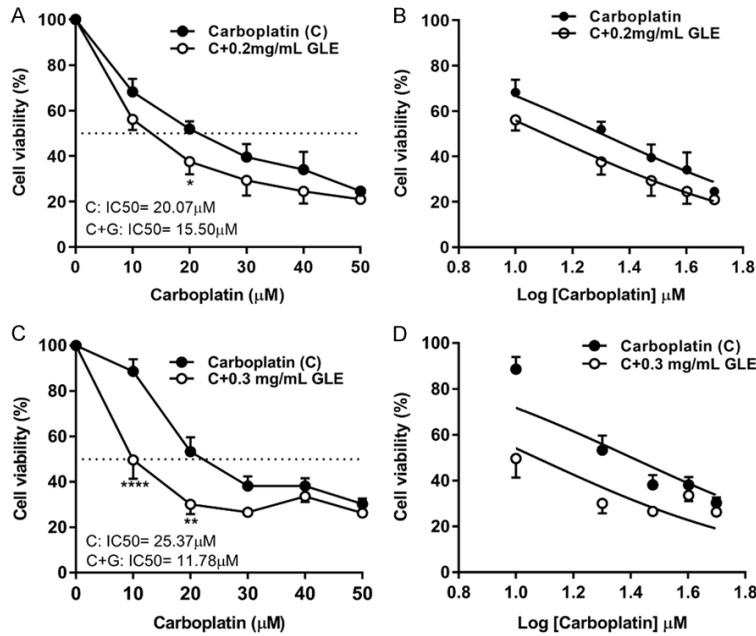 A
Carboplatin (C)
C+0.2mg/mL GLE
Cell viability (%)
100
80
60
40
20
0
*
C: IC50= 20.07μM
C+G: IC50= 15.50μM
0 10 20 30 40 50
Carboplatin (μM)
B
Carboplatin
C+0.2mg/mL GLE
Cell viability (%)
100
80
60
40
20
0
0.8 1.0 1.2 1.4 1.6 1.8
Log [Carboplatin] μM
C
Carboplatin (C)
C+0.3 mg/mL GLE
Cell viability (%)
100
80
60
40
20
0
****
**
C: IC50= 25.37μM
C+G: IC50= 11.78μM
0 10 20 30 40 50
Carboplatin (μM)
D
Carboplatin (C)
C+0.3 mg/mL GLE
Cell viability (%)
100
80
60
40
20
0
0.8 1.0 1.2 1.4 1.6 1.8
Log [Carboplatin] μM